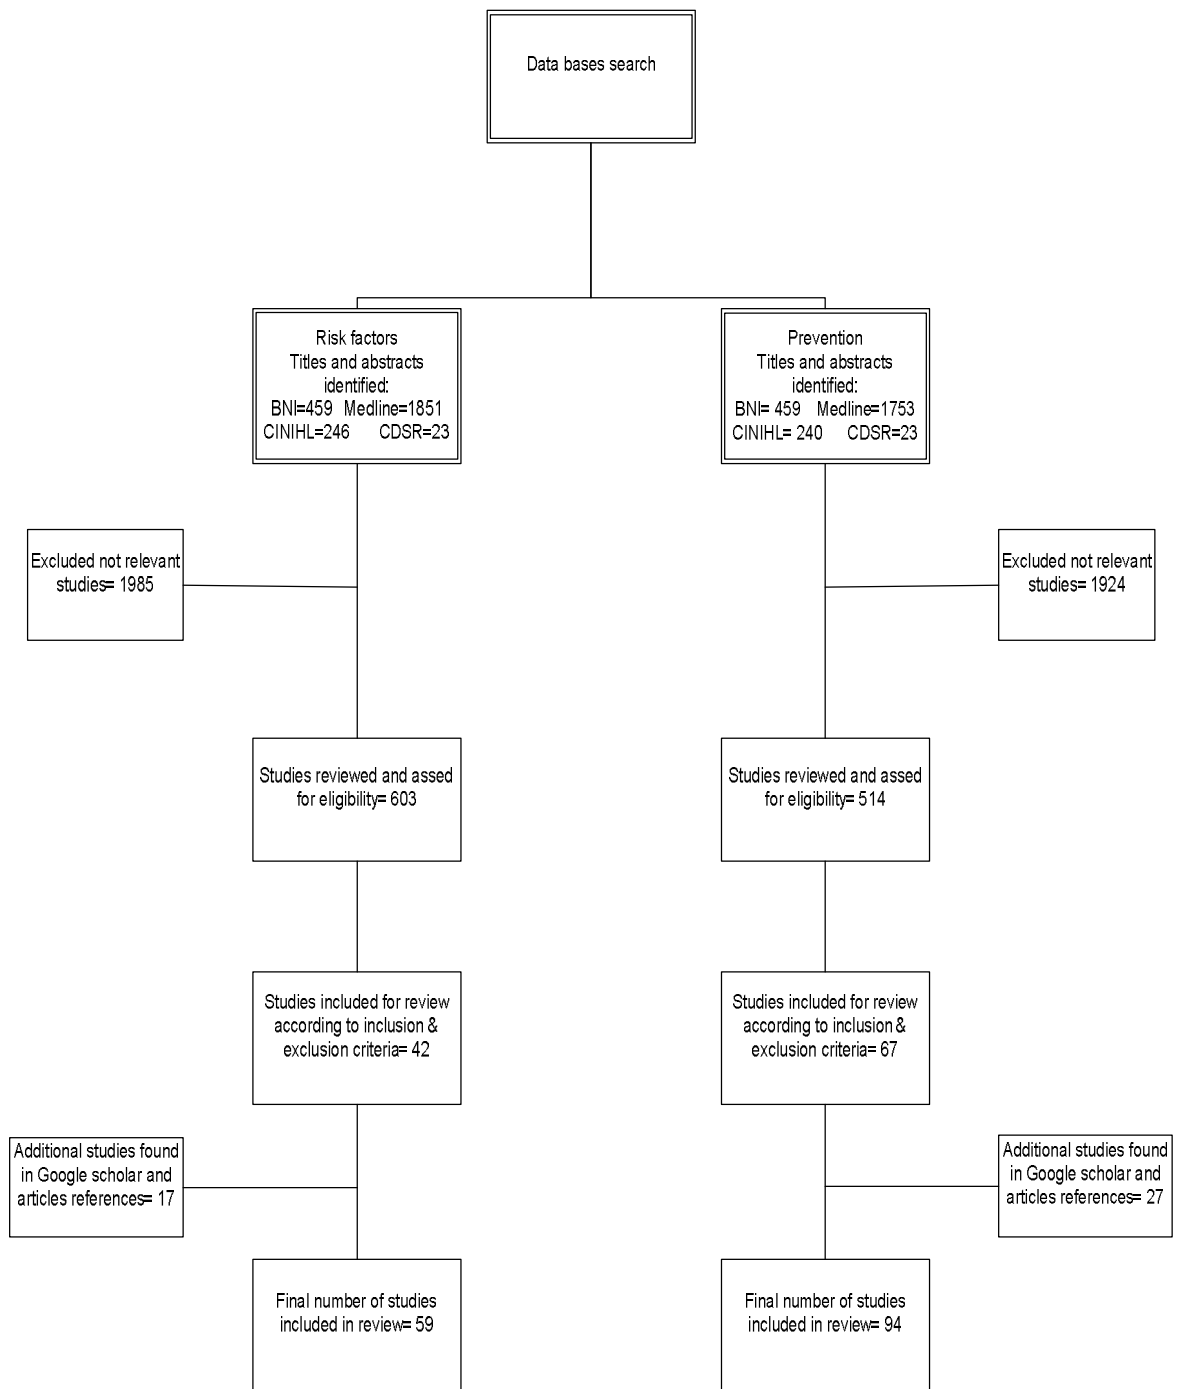 Data bases search
Risk factors
Titles and abstracts
identified:
BNI=459 Medline=1851
CINIHL=246 CDSR=23
Prevention
Titles and abstracts
identified:
BNI= 459 Medline=1753
CINIHL= 240 CDSR=23
Excluded not relevant
studies= 1985
Excluded not relevant
studies= 1924
Studies reviewed and assed
for eligibility= 603
Studies reviewed and assed
for eligibility= 514
Studies included for review
according to inclusion &
exclusion criteria= 42
Studies included for review
according to inclusion &
exclusion criteria= 67
Additional studies found
in Google scholar and
articles references= 17
Additional studies found
in Google scholar and
articles references= 27
Final number of studies
included in review= 59
Final number of studies
included in review= 94